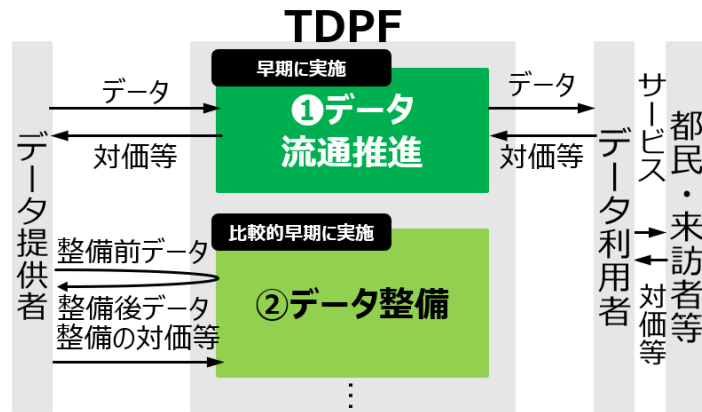 TDPF
早期に実施
データ
❶データ
流通推進
対価等
データ
対価等
データ提供者
比較的早期に実施
整備前データ
②データ整備
整備後データ
整備の対価等
⋮
データ利用者
サービス
対価等
都民・来訪者等